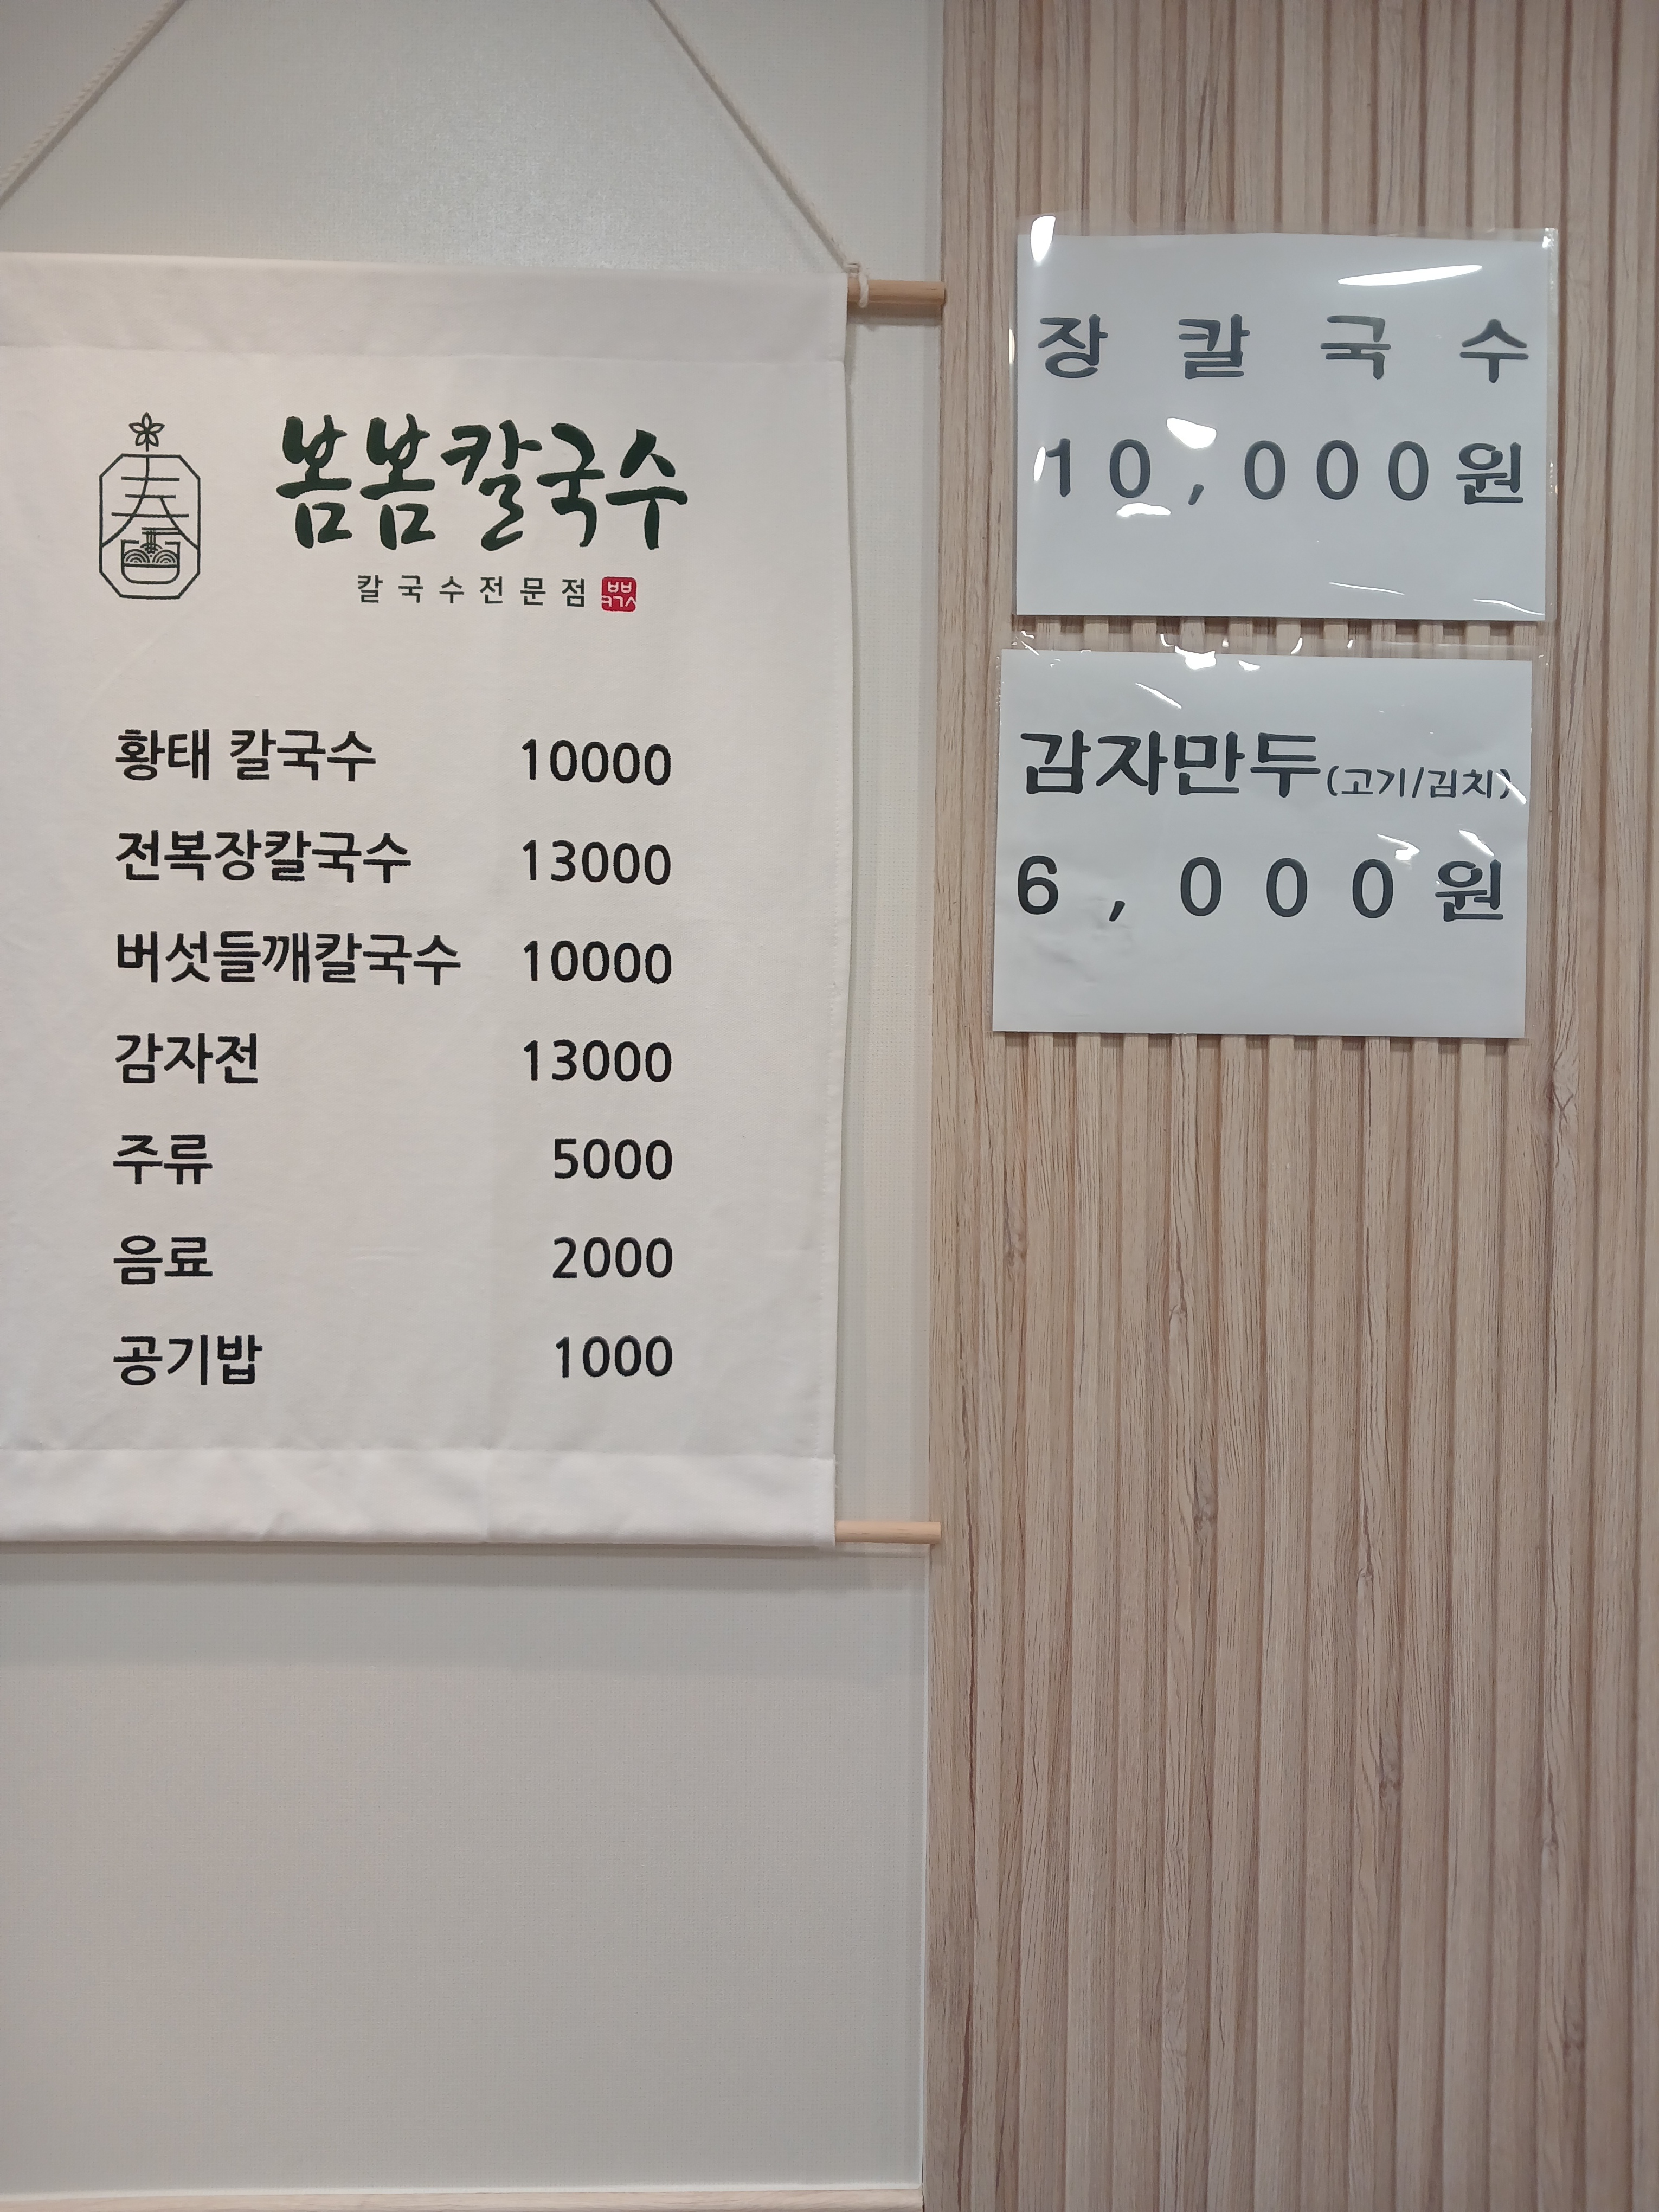 春
봄봄칼국수
칼국수전문점
ㅂㅂ
ㅋㄱㅅ
황태 칼국수 10000
전복장칼국수 13000
버섯들깨칼국수 10000
감자전 13000
주류 5000
음료 2000
공기밥 1000
장 칼 국 수
10,000원
감자만두(고기/김치)
6,000원